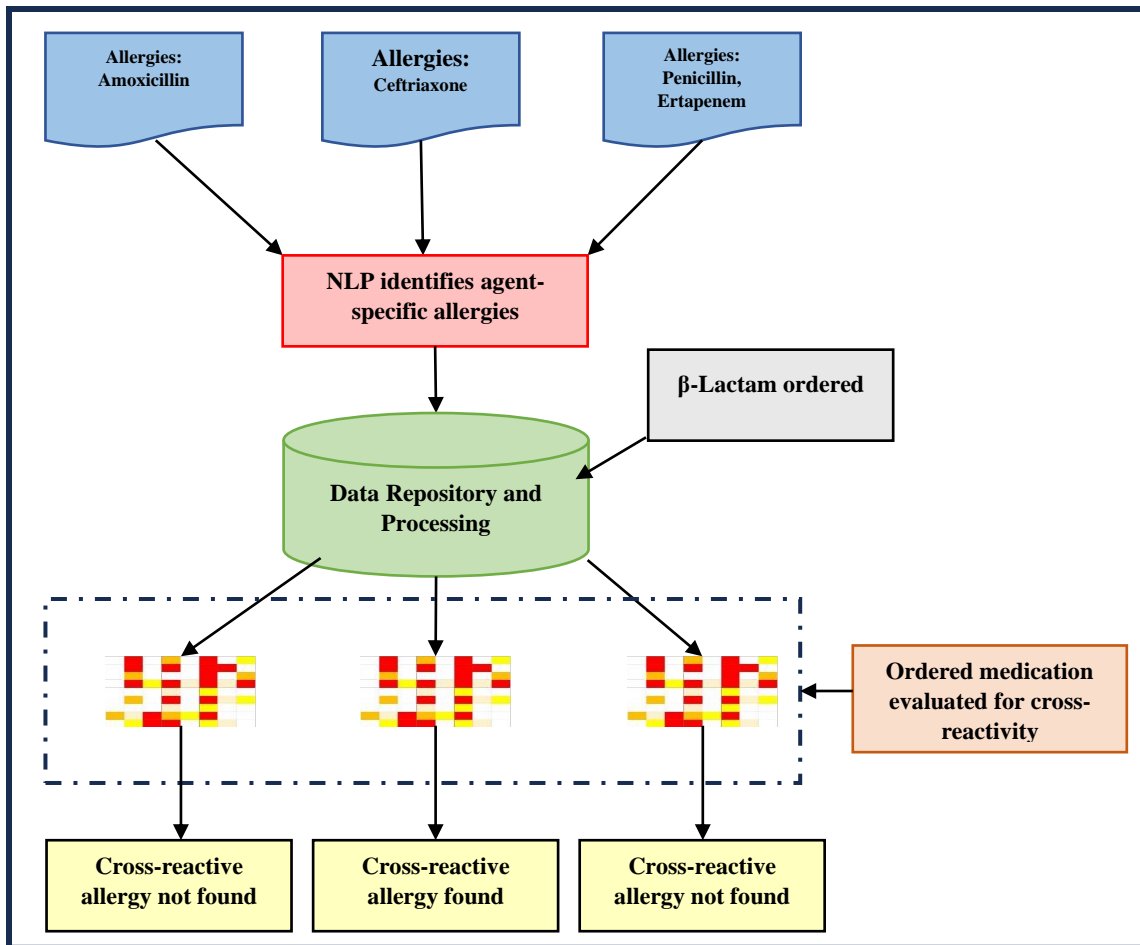 Allergies:
Amoxicillin
Allergies:
Ceftriaxone
Allergies:
Penicillin,
Ertapenem
NLP identifies agent-
specific allergies
β-Lactam ordered
Data Repository and
Processing
Ordered medication
evaluated for cross-
reactivity
Cross-reactive
allergy not found
Cross-reactive
allergy found
Cross-reactive
allergy not found